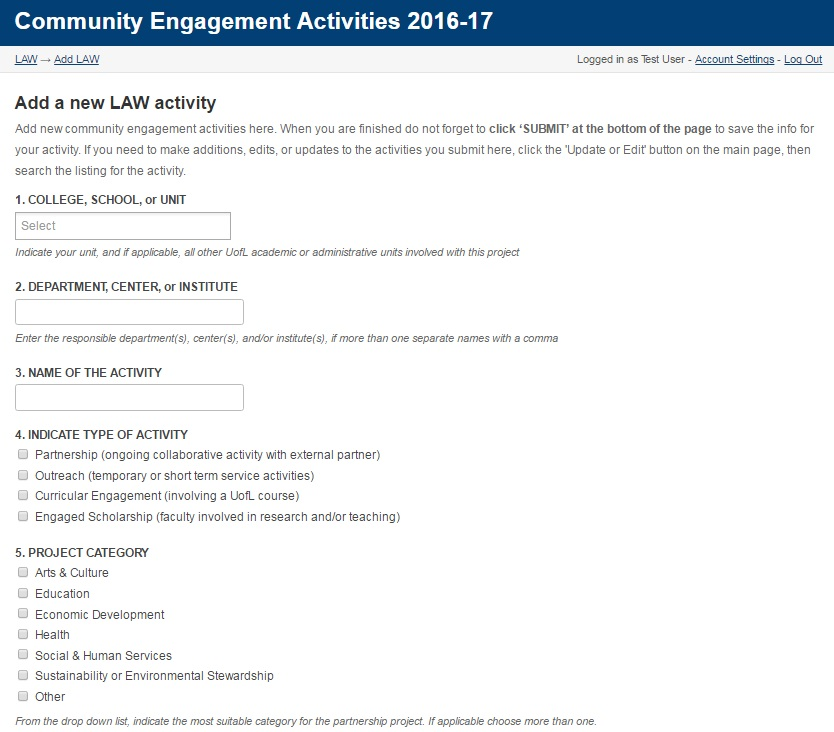 Community Engagement Activities 2016-17
LAW → Add LAW
Logged in as Test User - Account Settings - Log Out
Add a new LAW activity
Add new community engagement activities here. When you are finished do not forget to click ‘SUBMIT’ at the bottom of the page to save the info for
your activity. If you need to make additions, edits, or updates to the activities you submit here, click the 'Update or Edit' button on the main page, then
search the listing for the activity.
1. COLLEGE, SCHOOL, or UNIT
Select
Indicate your unit, and if applicable, all other UofL academic or administrative units involved with this project
2. DEPARTMENT, CENTER, or INSTITUTE
Enter the responsible department(s), center(s), and/or institute(s), if more than one separate names with a comma
3. NAME OF THE ACTIVITY
4. INDICATE TYPE OF ACTIVITY
Partnership (ongoing collaborative activity with external partner)
Outreach (temporary or short term service activities)
Curricular Engagement (involving a UofL course)
Engaged Scholarship (faculty involved in research and/or teaching)
5. PROJECT CATEGORY
Arts & Culture
Education
Economic Development
Health
Social & Human Services
Sustainability or Environmental Stewardship
Other
From the drop down list, indicate the most suitable category for the partnership project. If applicable choose more than one.